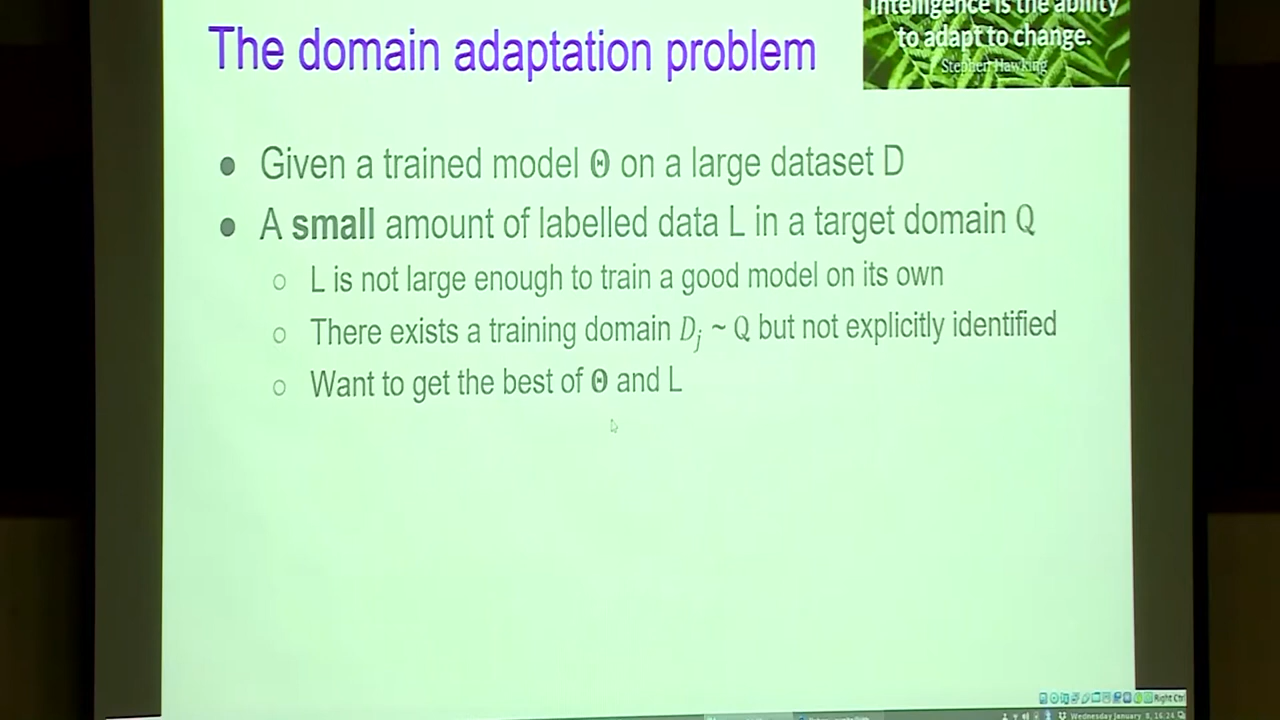 The domain adaptation problem
Intelligence is the ability
to adapt to change.
Stephen Hawking
● Given a trained model Θ on a large dataset D
● A small amount of labelled data L in a target domain Q
○ L is not large enough to train a good model on its own
○ There exists a training domain Dj ~ Q but not explicitly identified
○ Want to get the best of Θ and L
Right Ctrl
Wednesday January 8, 16:24